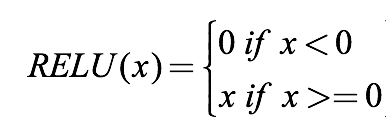 RELU(x) = { 0 if x < 0
x if x >= 0